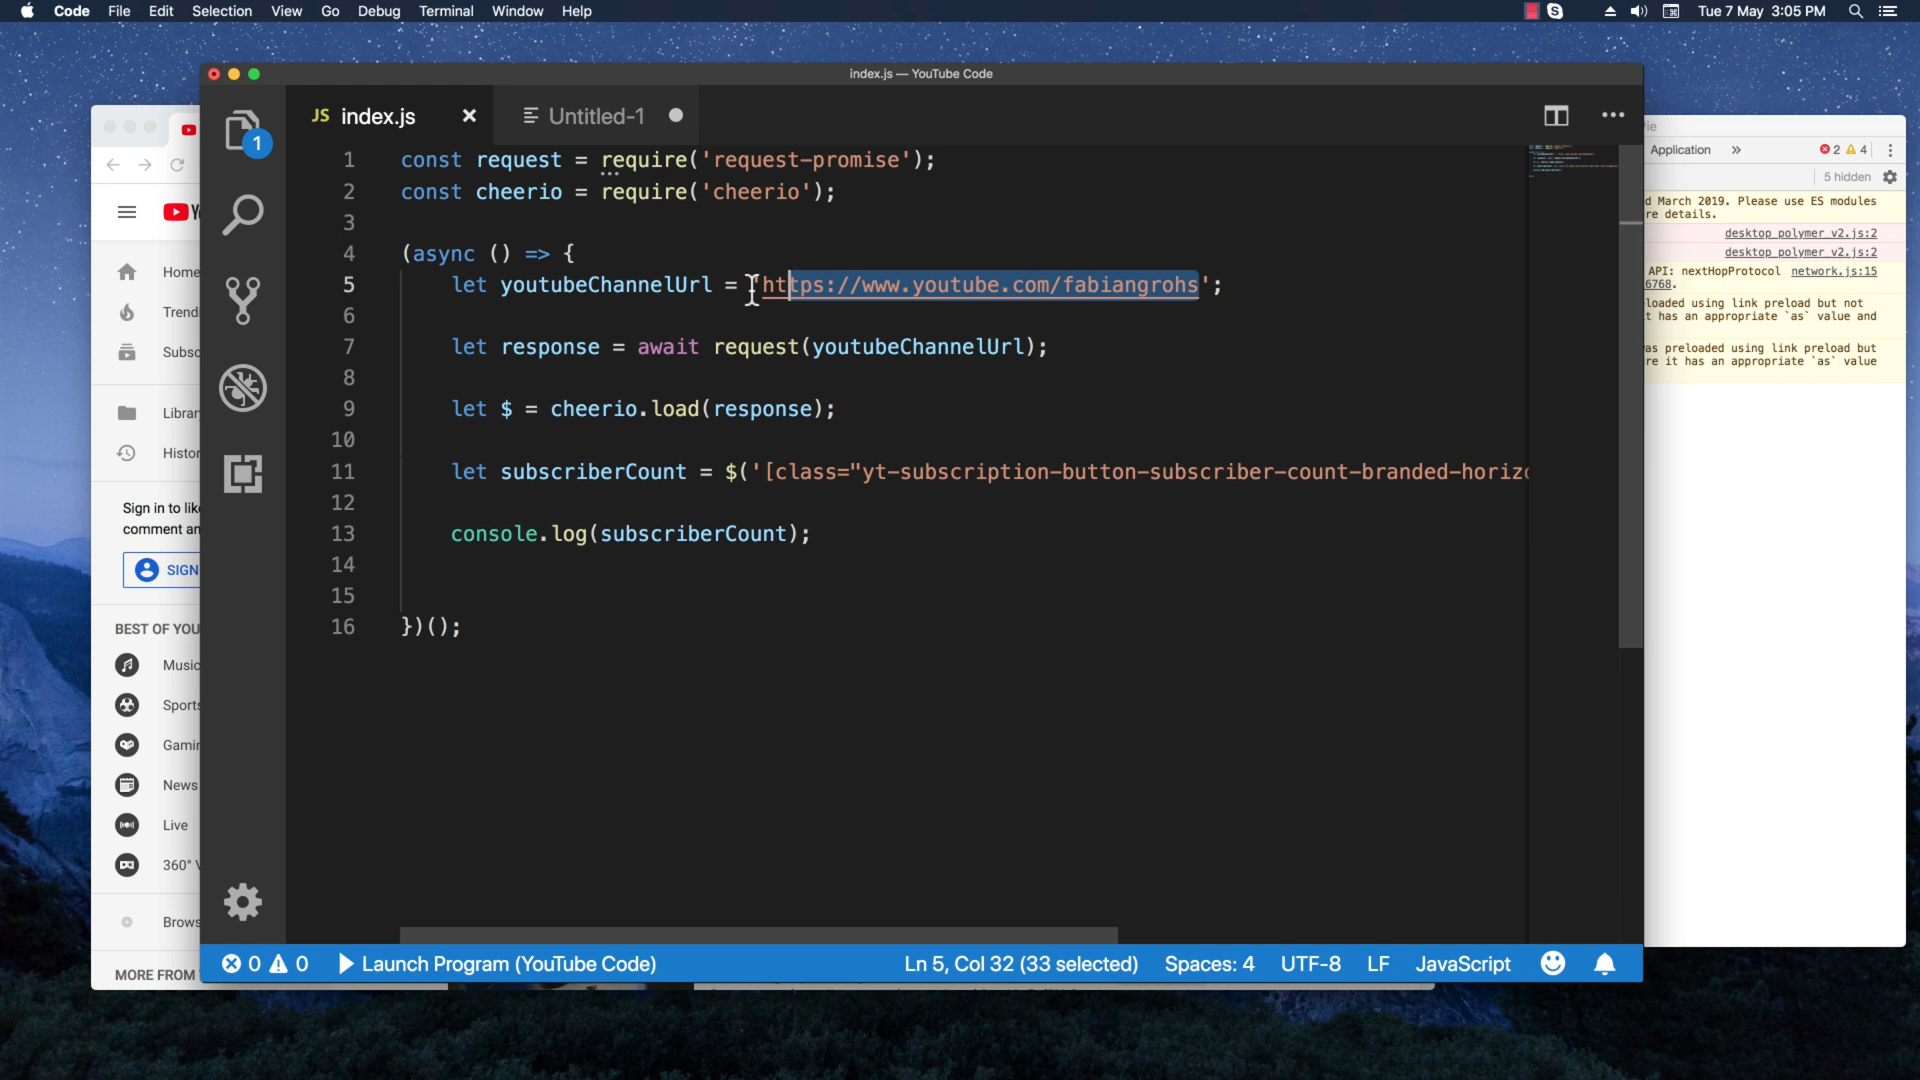 Code File Edit Selection View Go Debug Terminal Window Help
Tue 7 May 3:05 PM
index.js — YouTube Code
JS index.js
Untitled-1
1 const request = require('request-promise');
2 const cheerio = require('cheerio');
3
4 (async () => {
5 let youtubeChannelUrl = 'https://www.youtube.com/fabiangrohs';
6
7 let response = await request(youtubeChannelUrl);
8
9 let $ = cheerio.load(response);
10
11 let subscriberCount = $('[class="yt-subscription-button-subscriber-count-branded-horizo
12
13 console.log(subscriberCount);
14
15
16 })();
1
Home
Trend
Subsc
Librar
Histor
Sign in to lik
comment an
SIGN
BEST OF YOU
Music
Sports
Gamin
News
Live
360° V
Brows
MORE FROM
0 0 Launch Program (YouTube Code) Ln 5, Col 32 (33 selected) Spaces: 4 UTF-8 LF JavaScript
Application » 2 4
5 hidden
d March 2019. Please use ES modules
re details.
desktop_polymer_v2.js:2
desktop_polymer_v2.js:2
API: nextHopProtocol network.js:15
6768.
loaded using link preload but not
t has an appropriate `as` value and
as preloaded using link preload but
re it has an appropriate `as` value